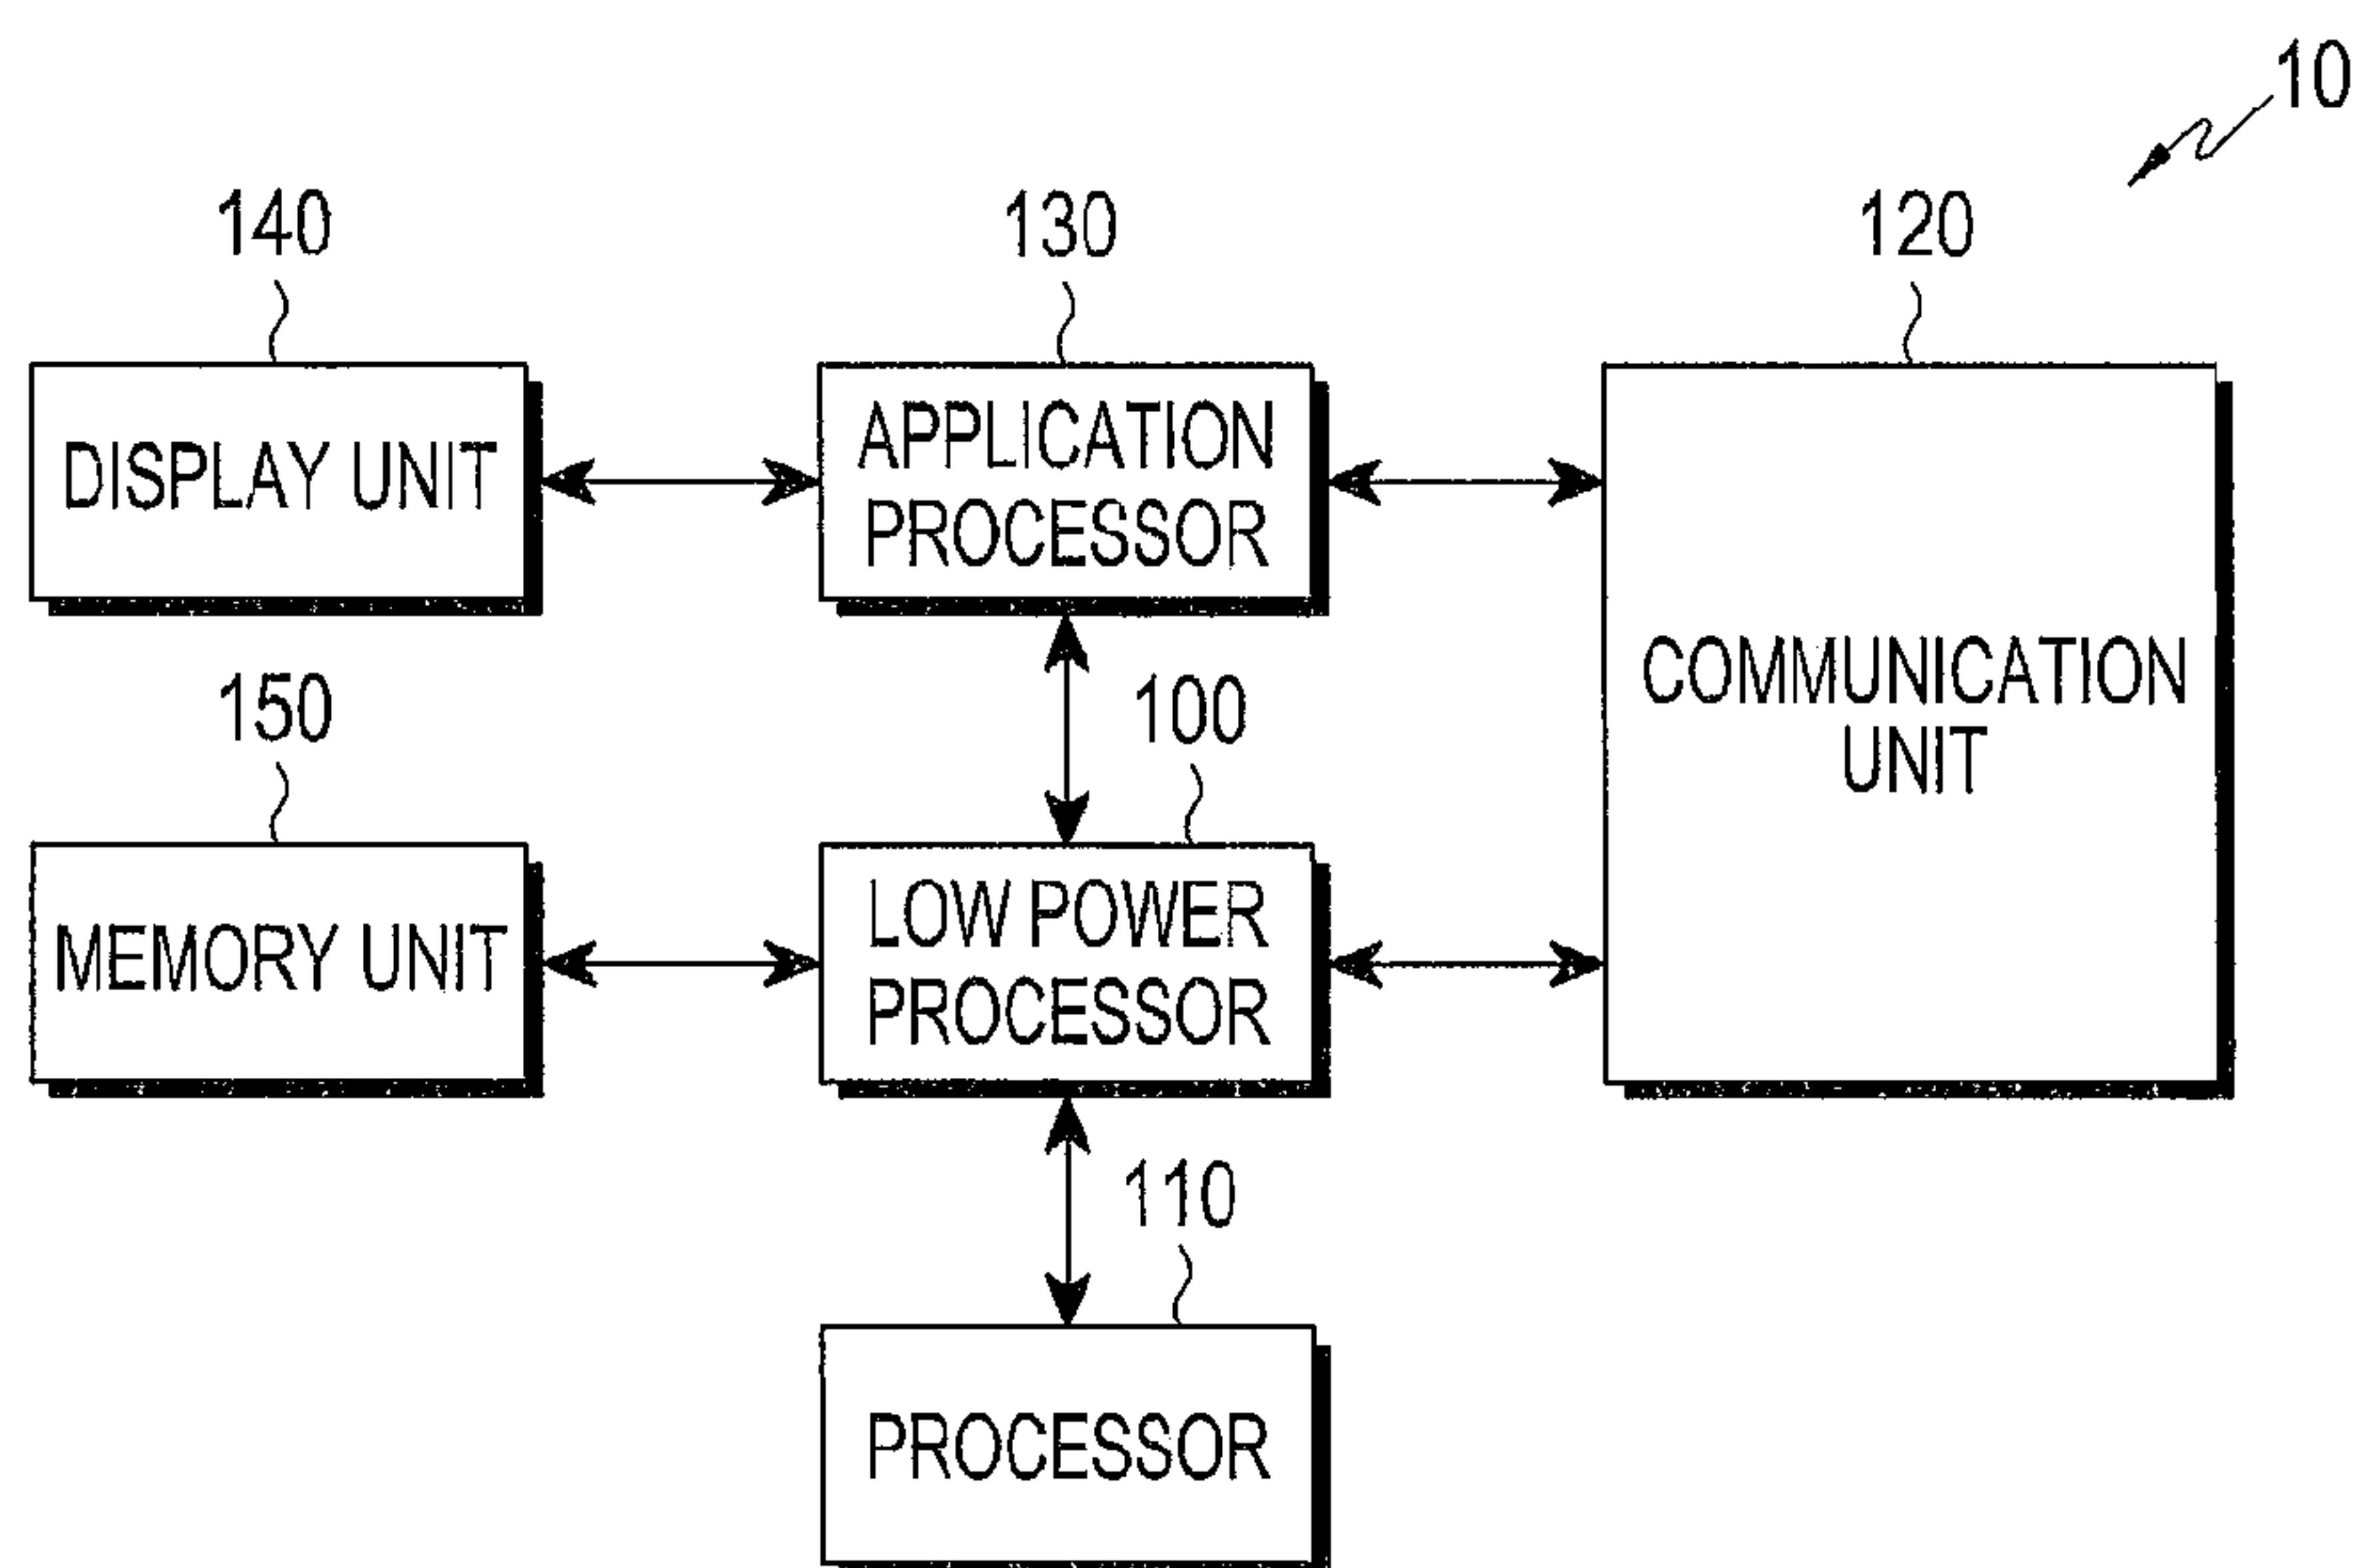 10
140
130
120
DISPLAY UNIT
APPLICATION
PROCESSOR
COMMUNICATION
UNIT
150
100
MEMORY UNIT
LOW POWER
PROCESSOR
110
PROCESSOR